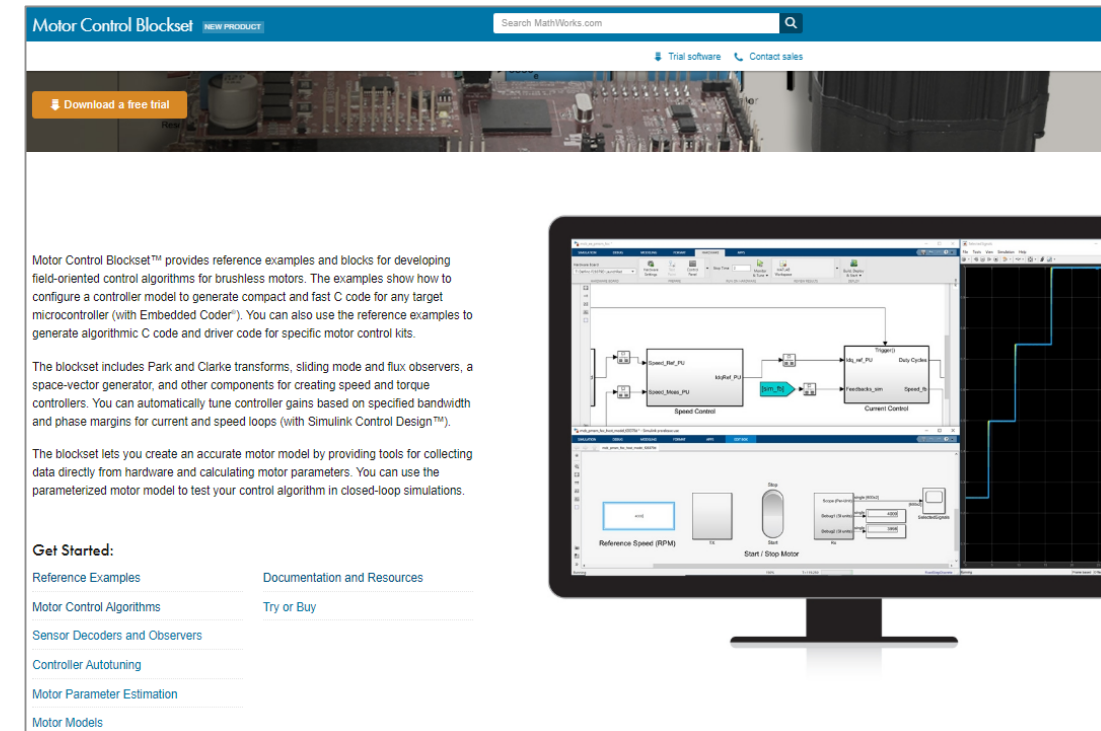 Motor Control Blockset NEW PRODUCT
Search MathWorks.com
Trial software
Contact sales
Download a free trial
Motor Control Blockset™ provides reference examples and blocks for developing
field-oriented control algorithms for brushless motors. The examples show how to
configure a controller model to generate compact and fast C code for any target
microcontroller (with Embedded Coder®). You can also use the reference examples to
generate algorithmic C code and driver code for specific motor control kits.
The blockset includes Park and Clarke transforms, sliding mode and flux observers, a
space-vector generator, and other components for creating speed and torque
controllers. You can automatically tune controller gains based on specified bandwidth
and phase margins for current and speed loops (with Simulink Control Design™).
The blockset lets you create an accurate motor model by providing tools for collecting
data directly from hardware and calculating motor parameters. You can use the
parameterized motor model to test your control algorithm in closed-loop simulations.
Get Started:
Reference Examples
Documentation and Resources
Motor Control Algorithms
Try or Buy
Sensor Decoders and Observers
Controller Autotuning
Motor Parameter Estimation
Motor Models
Speed_Ref_PU
Speed_Meas_PU
IdqRef_PU
Speed Control
[sim_fb]
Trigger()
Idq_ref_PU
Duty Cycles
Feedbacks_sim
Speed_fb
Current Control
Stop
Reference Speed (RPM)
Start
Start / Stop Motor
4000
SelectedSignals